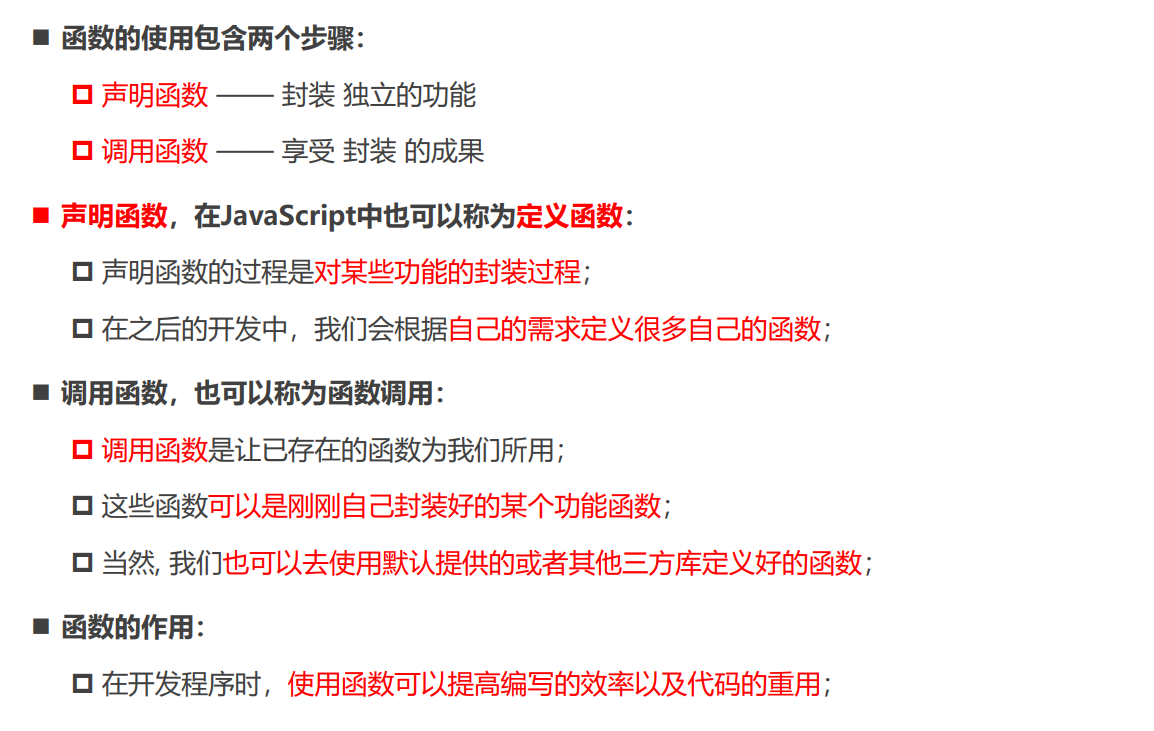 函数的使用包含两个步骤：
声明函数 —— 封装 独立的功能
调用函数 —— 享受 封装 的成果
声明函数，在JavaScript中也可以称为定义函数：
声明函数的过程是对某些功能的封装过程；
在之后的开发中，我们会根据自己的需求定义很多自己的函数；
调用函数，也可以称为函数调用：
调用函数是让已存在的函数为我们所用；
这些函数可以是刚刚自己封装好的某个功能函数；
当然, 我们也可以去使用默认提供的或者其他三方库定义好的函数；
函数的作用：
在开发程序时，使用函数可以提高编写的效率以及代码的重用；